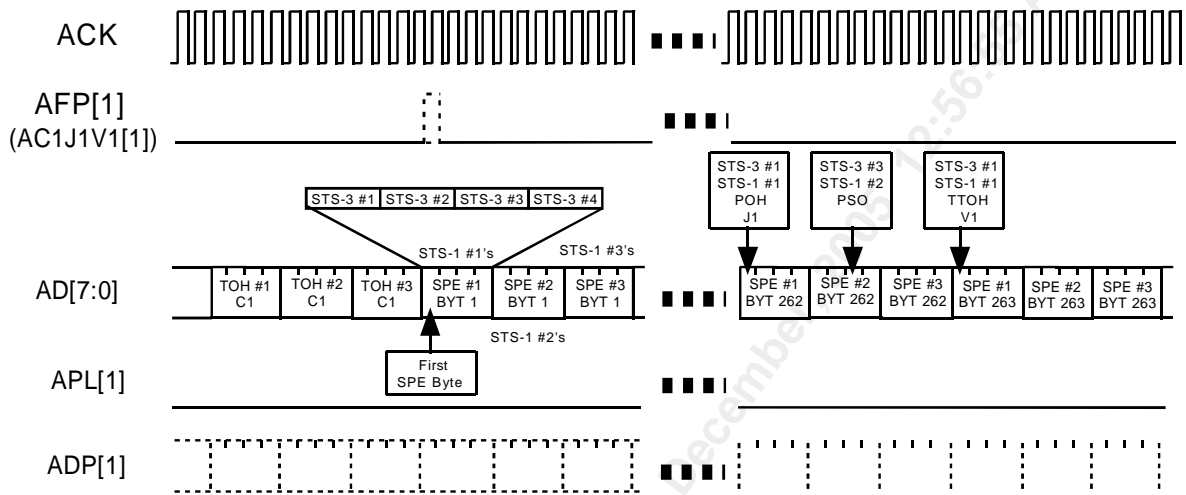 ACK
AFP[1]
(AC1J1V1[1])
STS-3 #1 STS-3 #2 STS-3 #3 STS-3 #4
STS-1 #1's
STS-1 #3's
STS-3 #1
STS-1 #1
POH
J1
STS-3 #3
STS-1 #2
PSO
STS-3 #1
STS-1 #1
TTOH
V1
AD[7:0]
TOH #1
C1
TOH #2
C1
TOH #3
C1
SPE #1
BYT 1
SPE #2
BYT 1
SPE #3
BYT 1
SPE #1
BYT 262
SPE #2
BYT 262
SPE #3
BYT 262
SPE #1
BYT 263
SPE #2
BYT 263
SPE #3
BYT 263
STS-1 #2's
First
SPE Byte
APL[1]
ADP[1]
December, 2005 12:56: